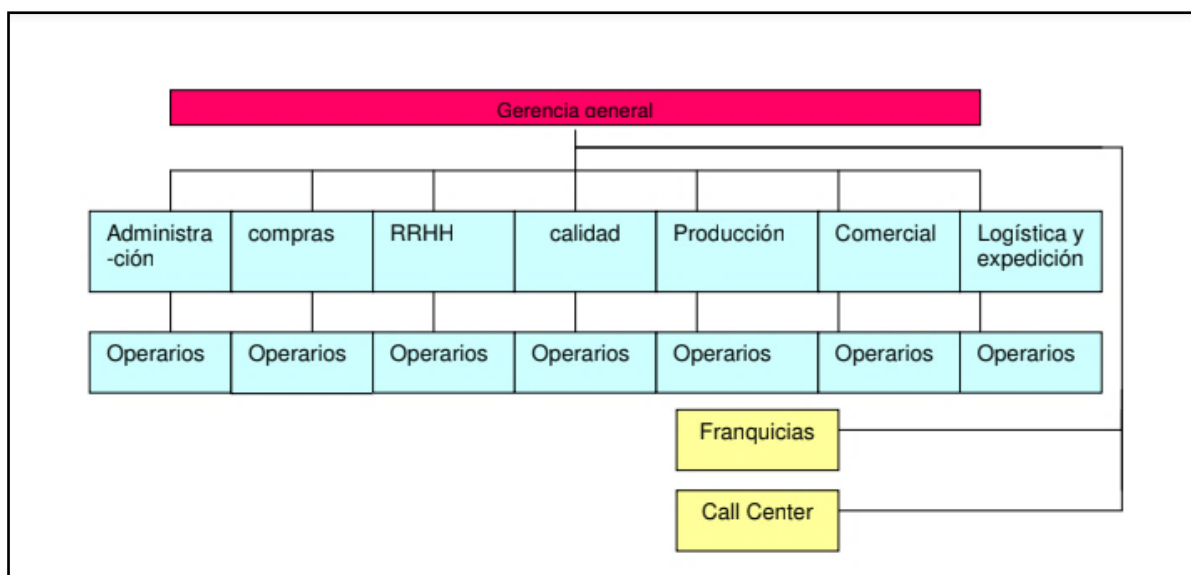 Gerencia general
Administra
-ción
compras
RRHH
calidad
Producción
Comercial
Logística y
expedición
Operarios
Operarios
Operarios
Operarios
Operarios
Operarios
Operarios
Franquicias
Call Center